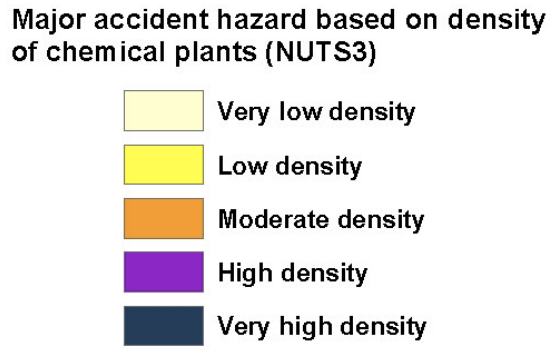 Major accident hazard based on density
of chemical plants (NUTS3)
Very low density
Low density
Moderate density
High density
Very high density